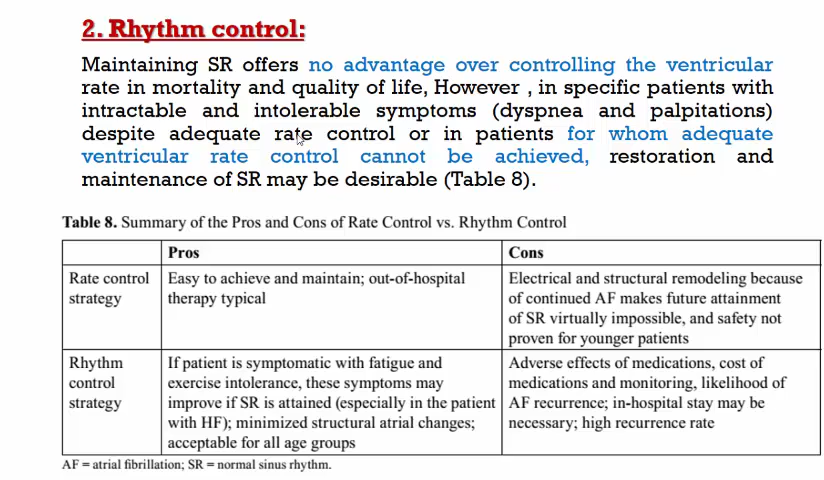 2. Rhythm control:
Maintaining SR offers no advantage over controlling the ventricular
rate in mortality and quality of life, However , in specific patients with
intractable and intolerable symptoms (dyspnea and palpitations)
despite adequate rate control or in patients for whom adequate
ventricular rate control cannot be achieved, restoration and
maintenance of SR may be desirable (Table 8).
Table 8. Summary of the Pros and Cons of Rate Control vs. Rhythm Control
Pros
Cons
Rate control
strategy
Easy to achieve and maintain; out-of-hospital
therapy typical
Electrical and structural remodeling because
of continued AF makes future attainment
of SR virtually impossible, and safety not
proven for younger patients
Rhythm
control
strategy
If patient is symptomatic with fatigue and
exercise intolerance, these symptoms may
improve if SR is attained (especially in the patient
with HF); minimized structural atrial changes;
acceptable for all age groups
Adverse effects of medications, cost of
medications and monitoring, likelihood of
AF recurrence; in-hospital stay may be
necessary; high recurrence rate
AF = atrial fibrillation; SR = normal sinus rhythm.